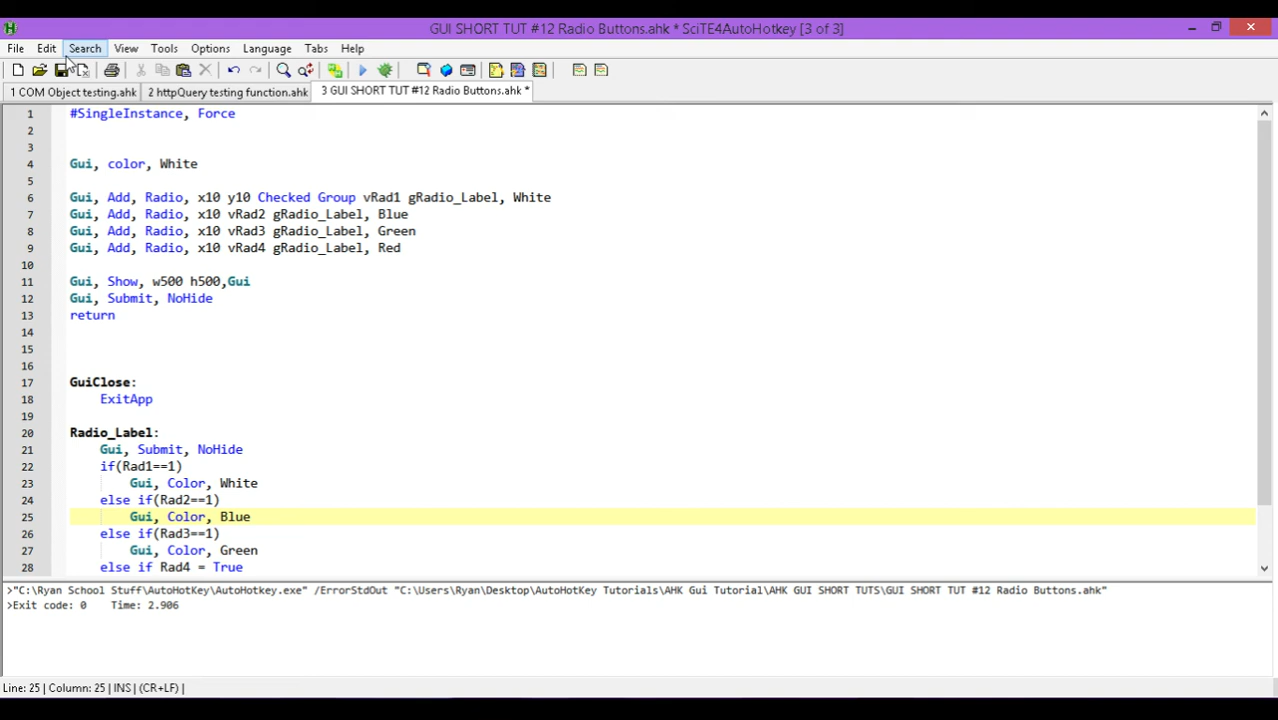 GUI SHORT TUT #12 Radio Buttons.ahk * SciTE4AutoHotkey [3 of 3]
File Edit Search View Tools Options Language Tabs Help
1 COM Object testing.ahk 2 httpQuery testing function.ahk 3 GUI SHORT TUT #12 Radio Buttons.ahk *
1 #SingleInstance, Force
2
3
4 Gui, color, White
5
6 Gui, Add, Radio, x10 y10 Checked Group vRad1 gRadio_Label, White
7 Gui, Add, Radio, x10 vRad2 gRadio_Label, Blue
8 Gui, Add, Radio, x10 vRad3 gRadio_Label, Green
9 Gui, Add, Radio, x10 vRad4 gRadio_Label, Red
10
11 Gui, Show, w500 h500,Gui
12 Gui, Submit, NoHide
13 return
14
15
16
17 GuiClose:
18 ExitApp
19
20 Radio_Label:
21 Gui, Submit, NoHide
22 if(Rad1==1)
23 Gui, Color, White
24 else if(Rad2==1)
25 Gui, Color, Blue
26 else if(Rad3==1)
27 Gui, Color, Green
28 else if Rad4 = True
>"C:\Ryan School Stuff\AutoHotKey\AutoHotkey.exe" /ErrorStdOut "C:\Users\Ryan\Desktop\AutoHotKey Tutorials\AHK Gui Tutorial\AHK GUI SHORT TUTS\GUI SHORT TUT #12 Radio Buttons.ahk"
>Exit code: 0 Time: 2.906
Line: 25 | Column: 25 | INS | (CR+LF) |